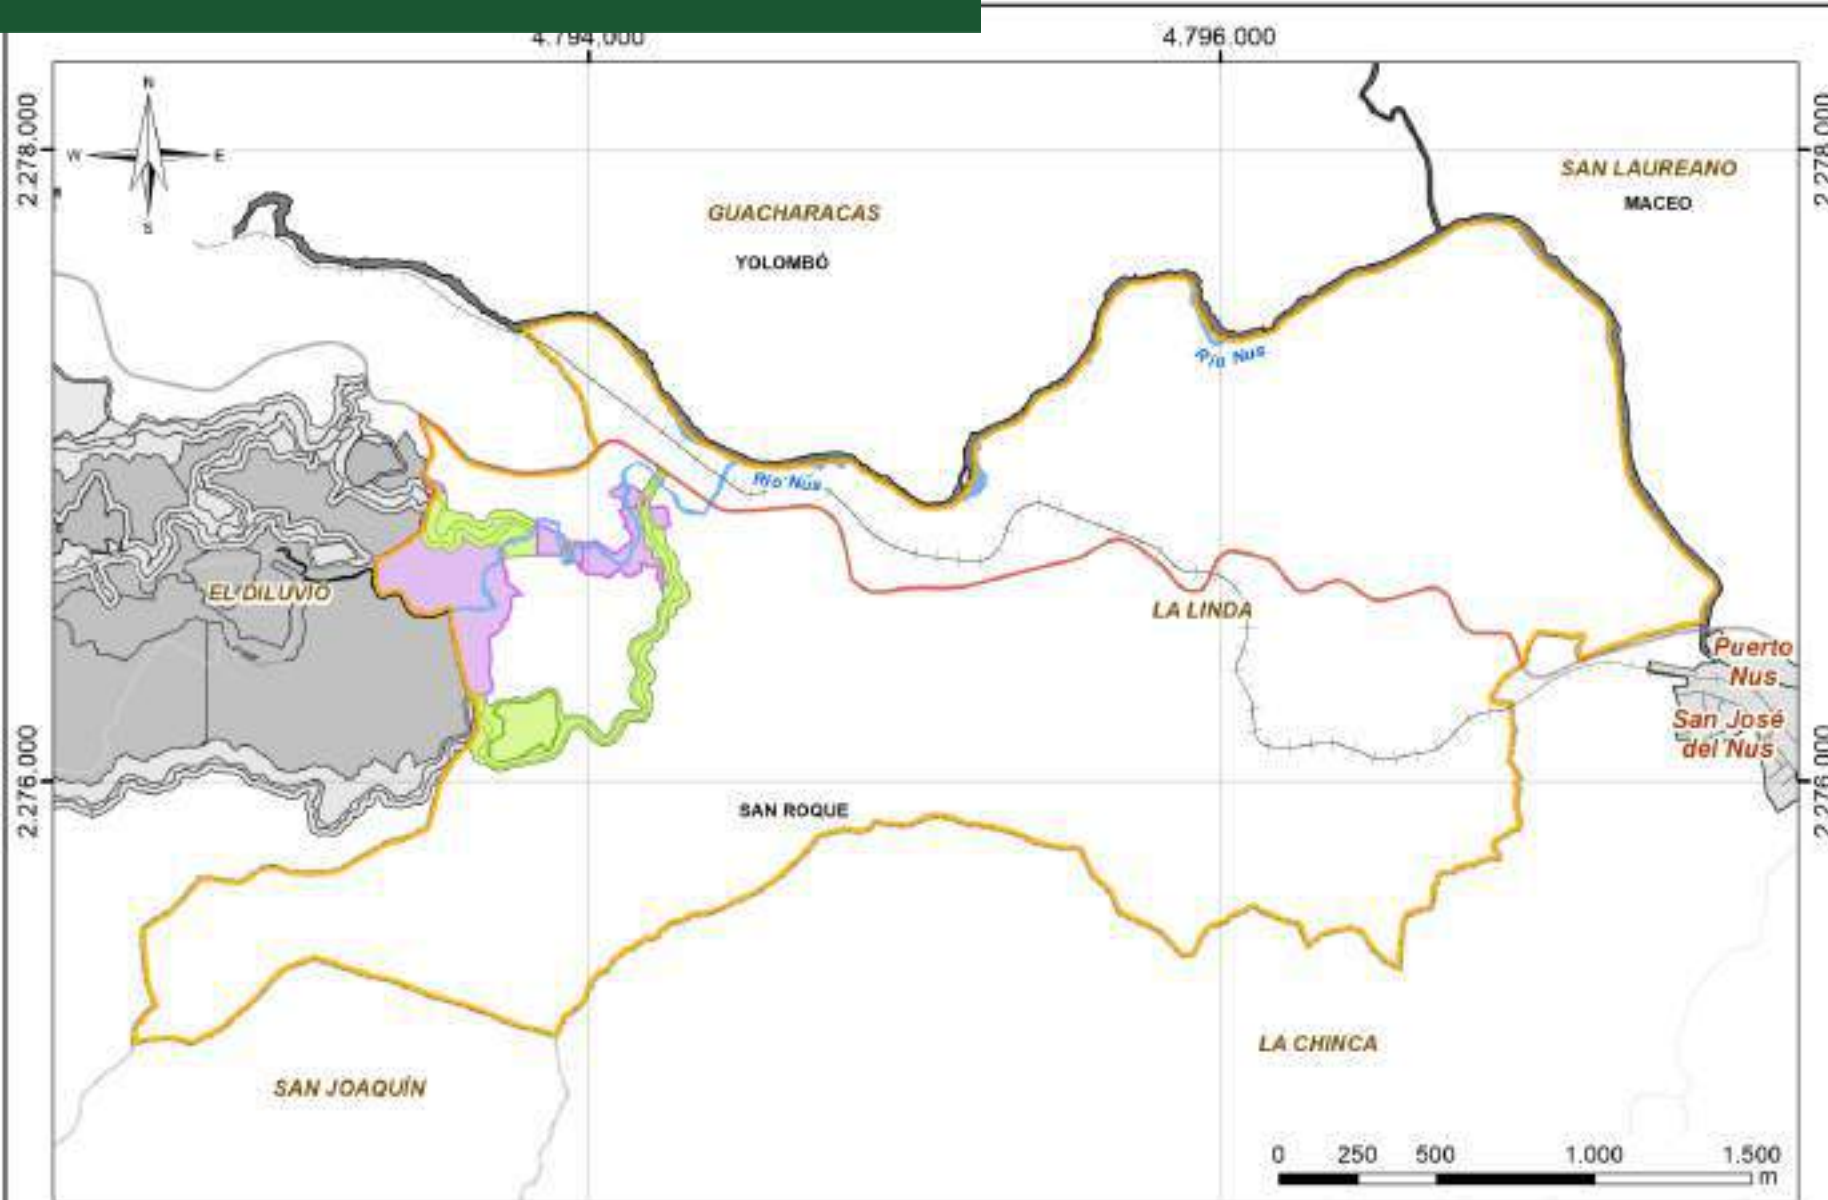 4.794.000
4.796.000
N
W
E
S
2.278.000
2.278.000
SAN LAUREANO
MACEO
GUACHARACAS
YOLOMBÓ
Río Nus
Río Nus
EL DILUVIO
LA LINDA
Puerto
Nus
San José
del Nus
2.276.000
2.276.000
SAN ROQUE
LA CHINCA
SAN JOAQUÍN
0
250
500
1.000
1.500
m